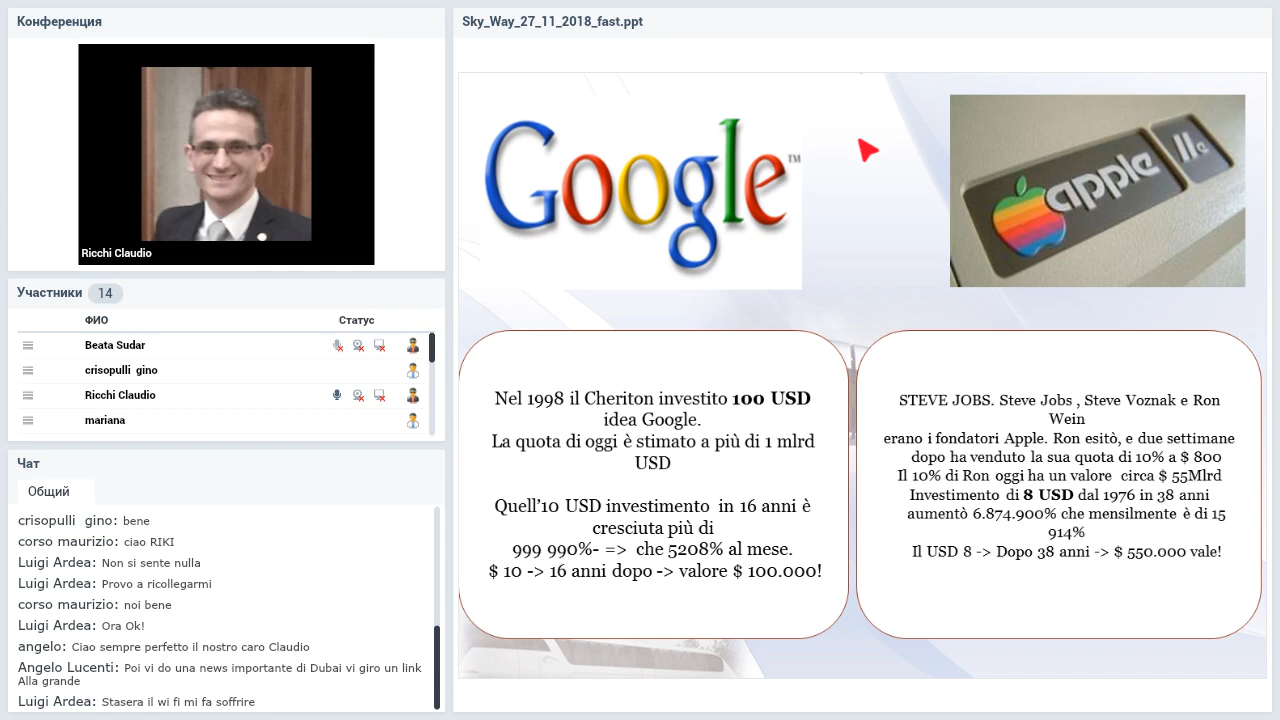 Конференция
Ricchi Claudio
Участники 14
ФИО Статус
Beata Sudar
crisopulli gino
Ricchi Claudio
mariana
Чат
Общий
crisopulli gino: bene
corso maurizio: ciao RIKI
Luigi Ardea: Non si sente nulla
Luigi Ardea: Provo a ricollegarmi
corso maurizio: noi bene
Luigi Ardea: Ora Ok!
angelo: Ciao sempre perfetto il nostro caro Claudio
Angelo Lucenti: Poi vi do una news importante di Dubai vi giro un link
Alla grande
Luigi Ardea: Stasera il wi fi mi fa soffrire
Sky_Way_27_11_2018_fast.ppt
Google™
apple IIe
Nel 1998 il Cheriton investito 100 USD
idea Google.
La quota di oggi è stimato a più di 1 mlrd
USD
Quell'10 USD investimento in 16 anni è
cresciuta più di
999 990%- => che 5208% al mese.
$ 10 -> 16 anni dopo -> valore $ 100.000!
STEVE JOBS. Steve Jobs , Steve Voznak e Ron
Wein
erano i fondatori Apple. Ron esitò, e due settimane
dopo ha venduto la sua quota di 10% a $ 800
Il 10% di Ron oggi ha un valore circa $ 55Mlrd
Investimento di 8 USD dal 1976 in 38 anni
aumentò 6.874.900% che mensilmente è di 15
914%
Il USD 8 -> Dopo 38 anni -> $ 550.000 vale!